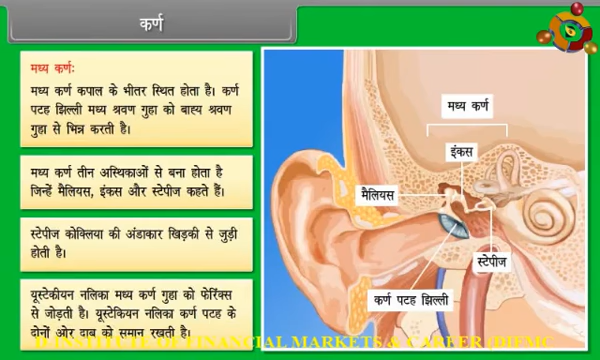 कर्ण
मध्य कर्णः
मध्य कर्ण कपाल के भीतर स्थित होता है। कर्ण
पटह झिल्ली मध्य श्रवण गुहा को बाह्य श्रवण
गुहा से भिन्न करती है।
मध्य कर्ण तीन अस्थिकाओं से बना होता है
जिन्हें मैलियस, इंकस और स्टेपीज कहते हैं।
स्टेपीज कोक्लिया की अंडाकार खिड़की से जुड़ी
होती है।
यूस्टेकीयन नलिका मध्य कर्ण गुहा को फेरिंक्स
से जोड़ती है। यूस्टेकियन नलिका कर्ण पटह के
दोनों ओर दाब को समान रखती है।
मध्य कर्ण
इंकस
मैलियस
स्टेपीज
कर्ण पटह झिल्ली
D INSTITUTE OF FINANCIAL MARKETS & CAREER (DIFMC